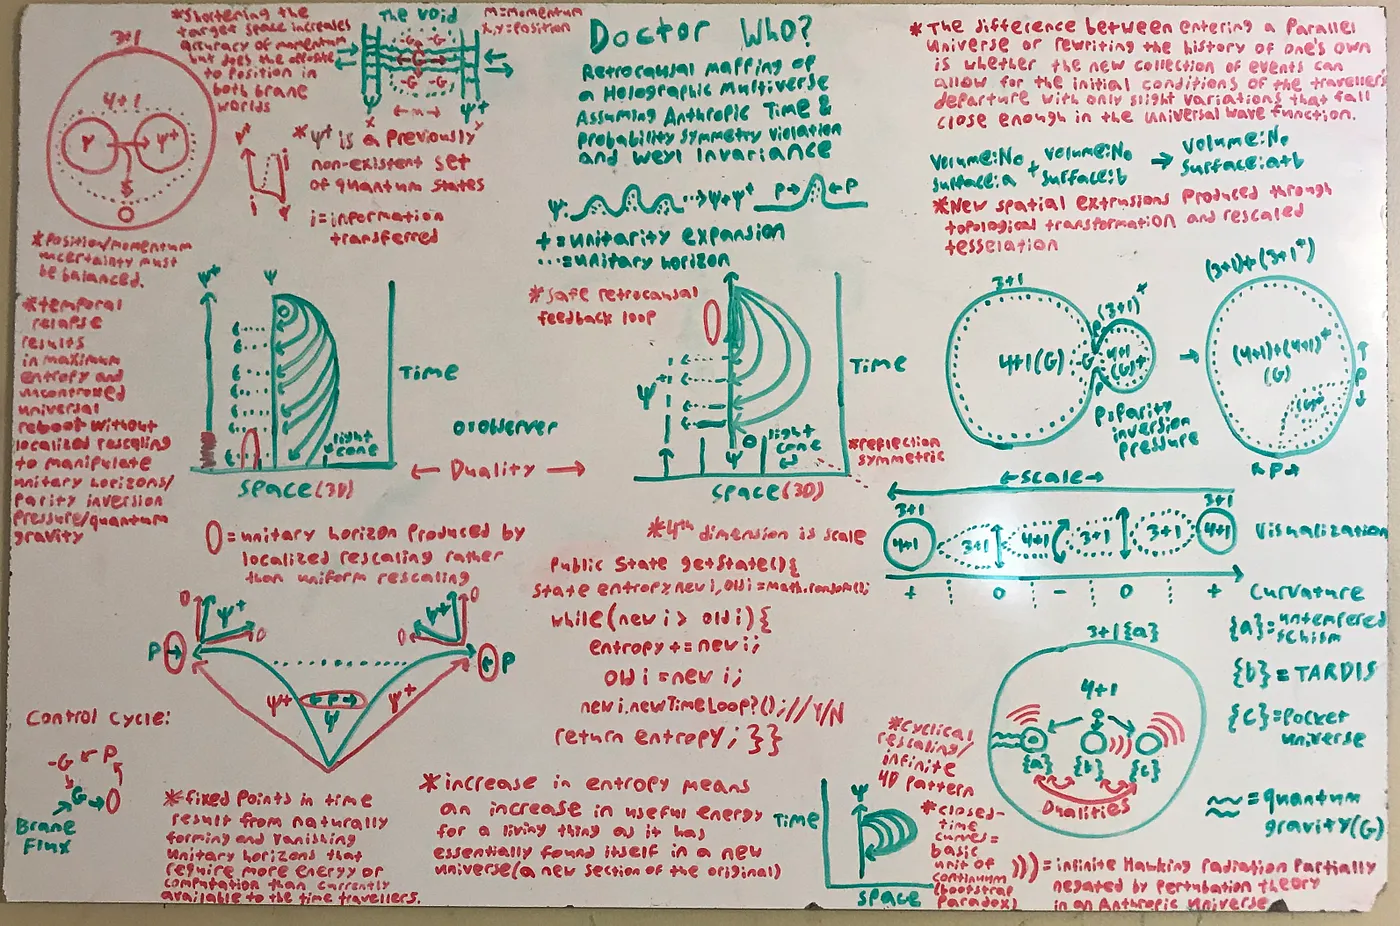 *Shortening the
target space increases
accuracy of momentum
but does the opposite
to position in
both brane
worlds
3+1
4+1
Ψ
Ψ+
O
*Position/momentum
uncertainty must
be balanced.
The Void
-G -G
G
-G -G
←m→
Ψ
Ψ+
x
y
M=Momentum
x,y=Position
*Ψ+ is a Previously
non-existent set
of quantum states
i=information
transferred
Ψ+
i
i
Ψ
Doctor Who?
Retrocausal mapping of
a Holographic Multiverse
Assuming Anthropic Time &
Probability Symmetry Violation
and Weyl Invariance
Ψ: ...→Ψ+Ψ+ P→ ←P
+=unitarity expansion
...=unitary horizon
*The difference between entering a Parallel
Universe or rewriting the history of one's own
is whether the new collection of events can
allow for the initial conditions of the travellers
departure with only slight variations that fall
close enough in the universal wave function.
Volume:No + Volume:No → Volume:No
Surface:a Surface:b Surface:a+b
*New spatial extrusions produced through
topological transformation and rescaled
tesselation
*temporal
relapse
results
in maximum
entropy and
uncontrolled
universal
reboot without
localized rescaling
to manipulate
unitary horizons/
Parity inversion
pressure/quantum
gravity
Ψ+
Ψ
O
Time
light
cone
Space(3D)
O=Observer
← Duality →
*Safe retrocausal
feedback loop
Ψ+
Ψ
O
Time
light
cone
Space(3D)
*reflection
symmetric
3+1
4+1(G)
(3+1)+
-G
4+1
(G)+
P
P
P=Parity
inversion
pressure
→
(3+1)+(3+1+)
(4+1)+(4+1)+
(G)
P
←P→
←scale→
3+1
4+1
3+1
4+1
3+1
3+1
3+1
4+1
Visualization
+ 0 - 0 +
Curvature
0=unitary horizon produced by
localized rescaling rather
than uniform rescaling
P→
←P
Ψ+
Ψ+
Ψ+
Ψ+
←P→
Ψ
*4th dimension is scale
Public State getState(){
State entropy,new i,old i=math.random();
while(new i > old i){
entropy += new i;
old i = new i;
new i.newTimeLoop?();//Y/N
return entropy;}}
Control Cycle:
-G
P
G
0
Brane
Flux
*fixed Points in time
result from naturally
forming and vanishing
unitary horizons that
require more energy or
computation than currently
available to the time travellers.
*increase in entropy means
an increase in useful energy
for a living thing as it has
essentially found itself in a new
universe(a new section of the original)
Time
Ψ
Space
*cyclical
rescaling/
infinite
4D pattern
*closed-
time
curves=
basic
unit of
continuum
(bootstrap
Paradox)
3+1{a}
4+1
{a} {b} {c}
Dualities
{a}=untempered
schism
{b}=TARDIS
{c}=Pocket
universe
=quantum
gravity(G)
)))=infinite Hawking radiation partially
negated by Perturbation theory
in an Anthropic Universe